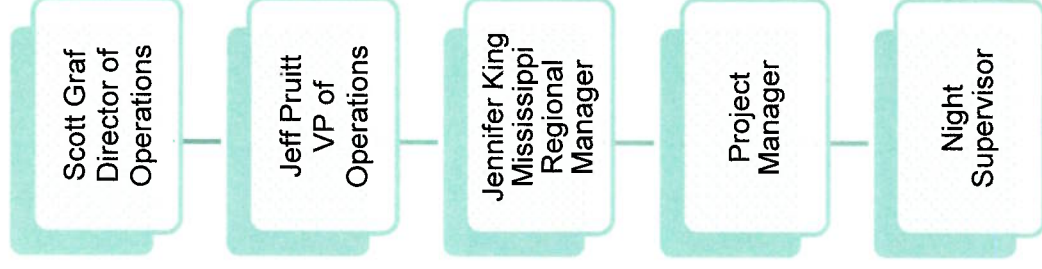 Scott Graf
Director of
Operations
Jeff Pruitt
VP of
Operations
Jennifer King
Mississippi
Regional
Manager
Project
Manager
Night
Supervisor